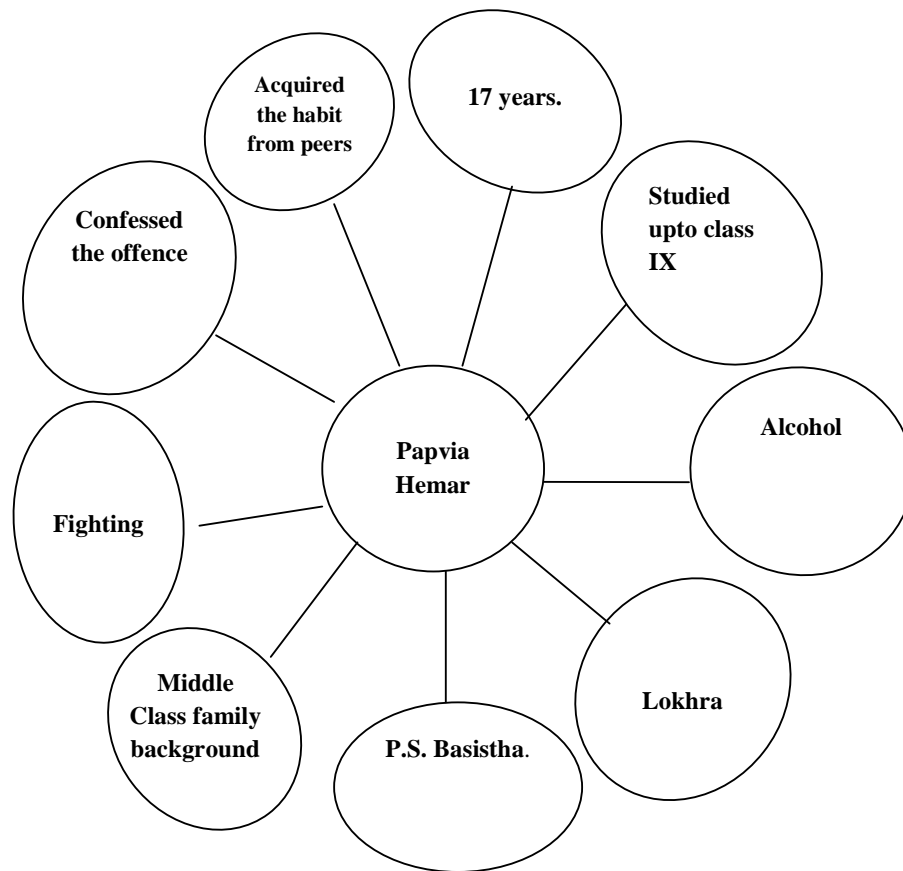 Acquired
the habit
from peers
17 years.
Studied
upto class
IX
Confessed
the offence
Alcohol
Papvia
Hemar
Fighting
Lokhra
Middle
Class family
background
P.S. Basistha.